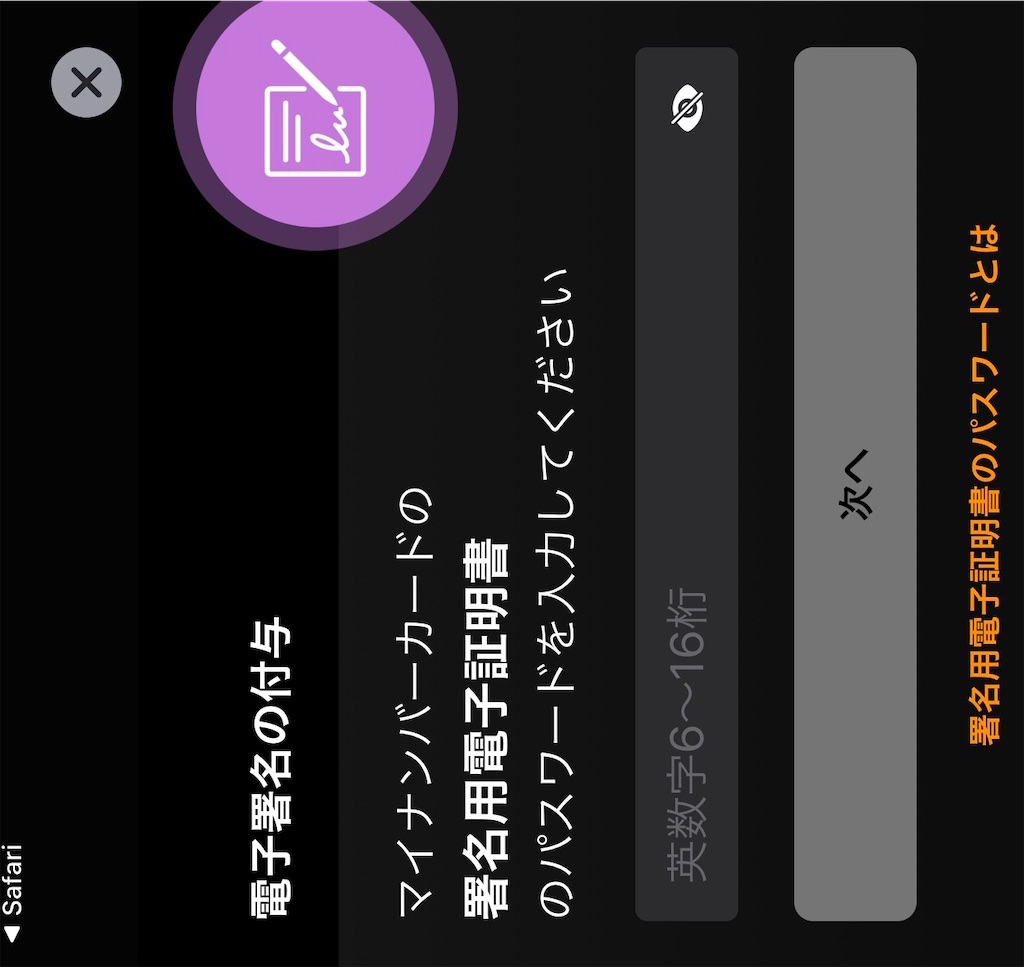 ◀ Safari
電子署名の付与
マイナンバーカードの
署名用電子証明書
のパスワードを入力してください
英数字6〜16桁
次へ
署名用電子証明書のパスワードとは